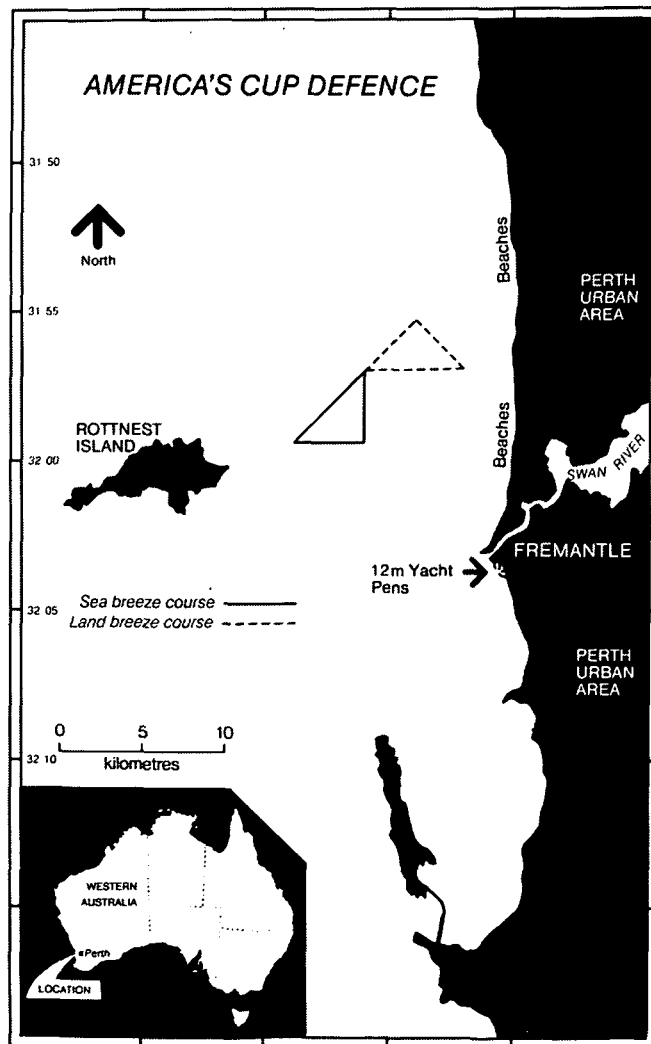 AMERICA'S CUP DEFENCE
31 50
North
Beaches
PERTH
URBAN
AREA
31 55
ROTTNEST
ISLAND
Beaches
32 00
SWAN RIVER
FREMANTLE
12m Yacht
Pens
Sea breeze course
Land breeze course
32 05
PERTH
URBAN
AREA
0 5 10
kilometres
32 10
WESTERN
AUSTRALIA
Perth
LOCATION